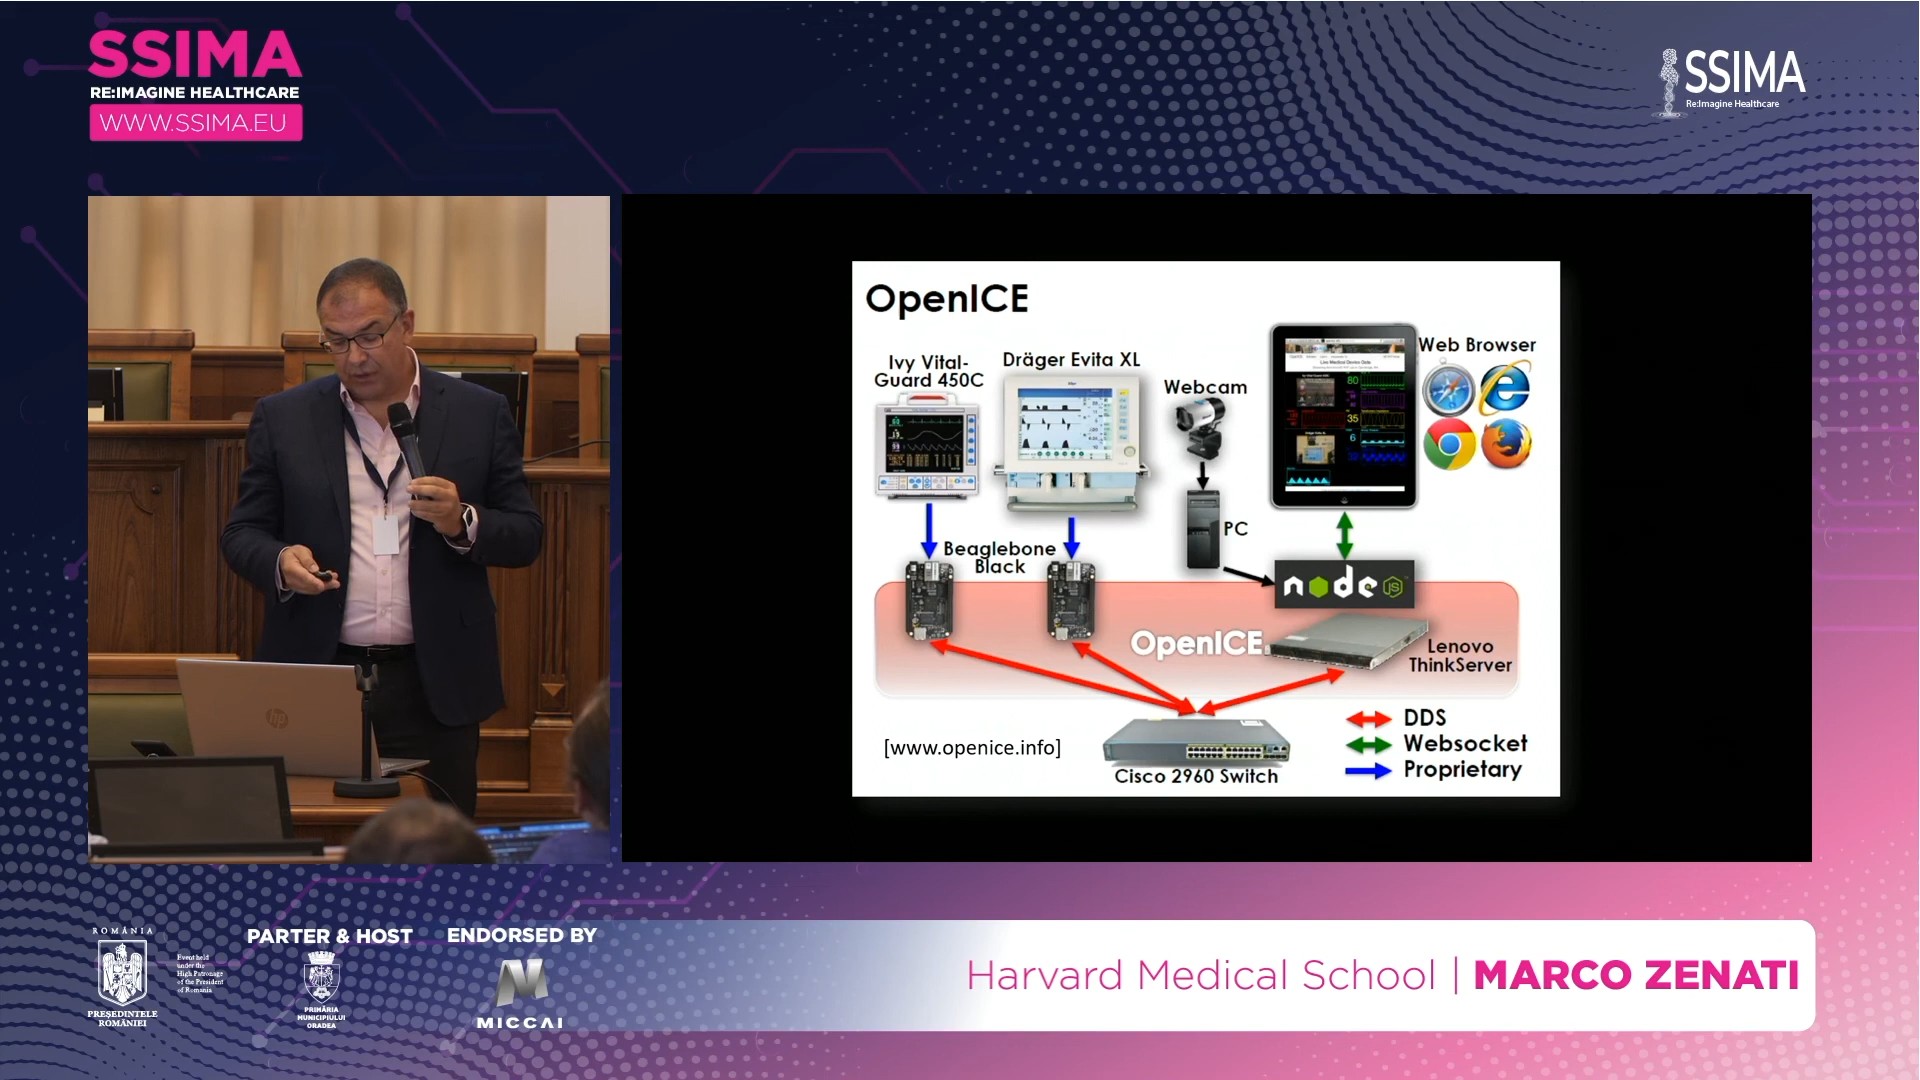 SSIMA
RE:IMAGINE HEALTHCARE
WWW.SSIMA.EU
SSIMA
Re:Imagine Healthcare
OpenICE
Ivy Vital-
Guard 450C
Dräger Evita XL
Webcam
Web Browser
PC
Beaglebone
Black
node
JS
OpenICE
Lenovo
ThinkServer
[www.openice.info]
Cisco 2960 Switch
DDS
Websocket
Proprietary
hp
ROMÂNIA
PREȘEDINTELE
ROMÂNIEI
Event held
under the
High Patronage
of the President
of Romania
PARTER & HOST
PRIMĂRIA
MUNICIPIULUI
ORADEA
ENDORSED BY
MICCAI
Harvard Medical School | MARCO ZENATI